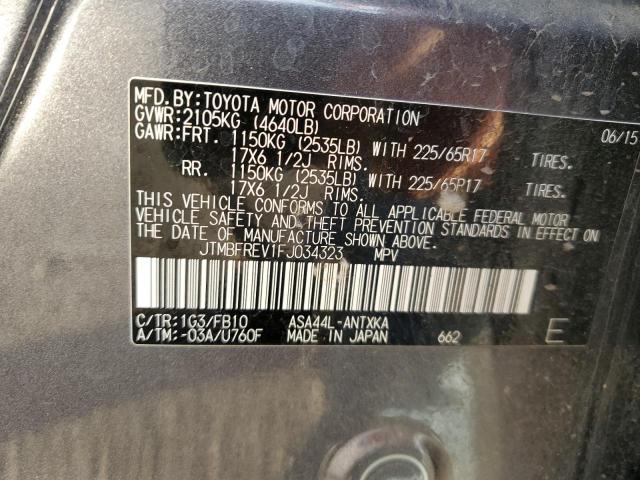 MFD.BY:TOYOTA MOTOR CORPORATION 06/15
GVWR:2105KG (4640LB)
GAWR:FRT. 1150KG (2535LB) WITH 225/65R17 TIRES.
17X6 1/2J RIMS.
RR. 1150KG (2535LB) WITH 225/65R17 TIRES.
17X6 1/2J RIMS.
THIS VEHICLE CONFORMS TO ALL APPLICABLE FEDERAL MOTOR
VEHICLE SAFETY AND THEFT PREVENTION STANDARDS IN EFFECT ON
THE DATE OF MANUFACTURE SHOWN ABOVE.
JTMBFREV1FJ034323 MPV
C/TR:1G3/FB10 ASA44L-ANTXKA
A/TM:-03A/U760F MADE IN JAPAN 662 E